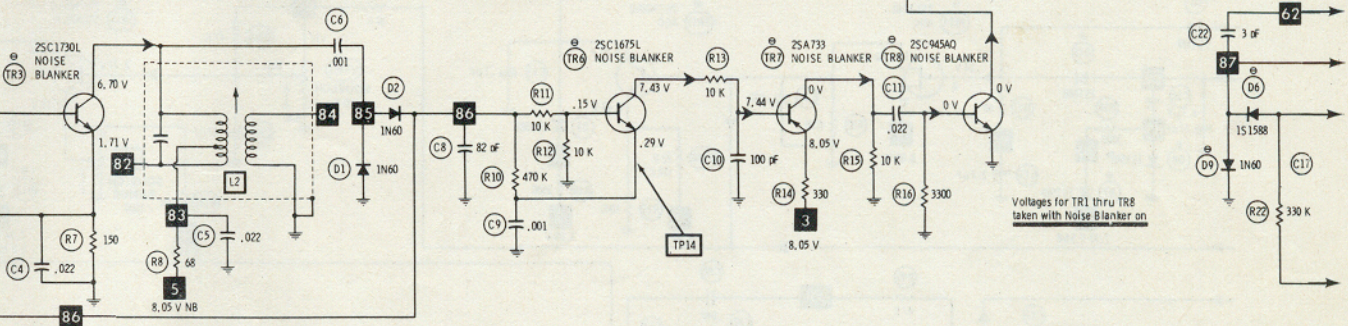 62
C6
C22
3 pF
2SC1730L
NOISE
BLANKER
TR3
.001
2SC1675L
NOISE BLANKER
TR6
R13
10 K
2SA733
NOISE BLANKER
TR7
2SC945AQ
NOISE BLANKER
TR8
87
D6
6.70 V
D2
84
85
1N60
86
R11
10 K
.15 V
7.43 V
7.44 V
0 V
C11
.022
0 V
0 V
1S1588
1.71 V
82
L2
D1
1N60
C8
82 pF
R12
10 K
.29 V
C10
100 pF
8.05 V
R15
10 K
D9
1N60
C17
R10
470 K
R14
330
R16
3300
83
C5
.022
C9
.001
3
8.05 V
Voltages for TR1 thru TR8
taken with Noise Blanker on
R22
330 K
R7
150
TP14
C4
.022
R8
68
5
8.05 V NB
86